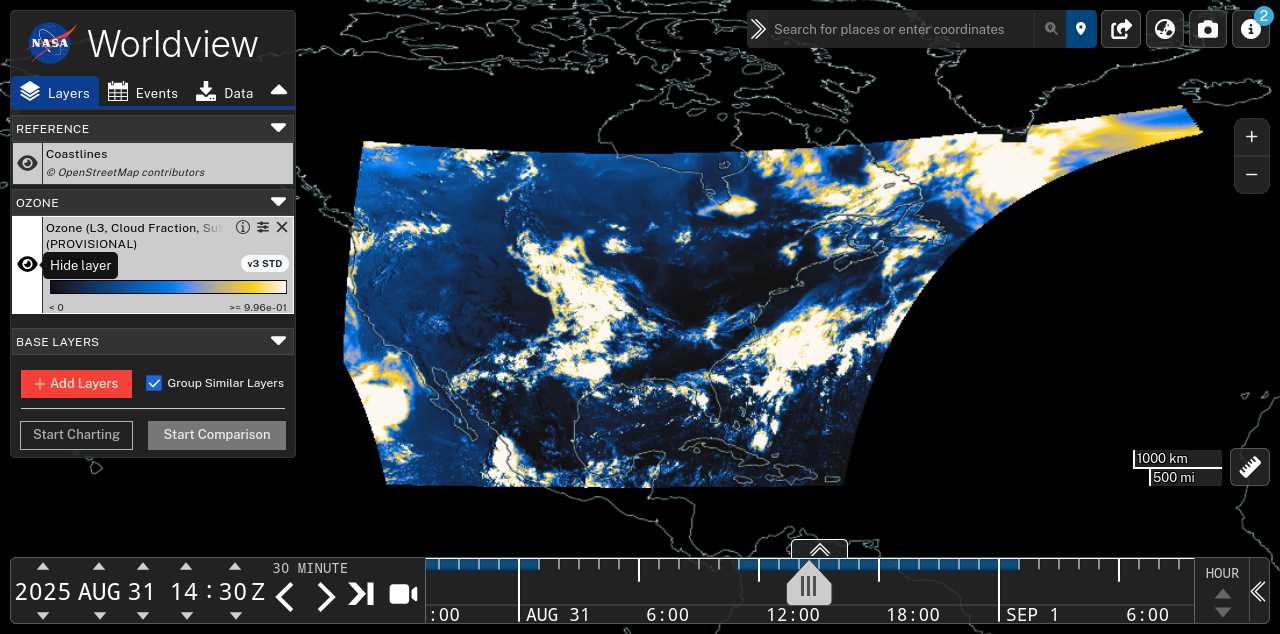 NASA Worldview
Search for places or enter coordinates
2
Layers Events Data
REFERENCE
Coastlines
© OpenStreetMap contributors
OZONE
Ozone (L3, Cloud Fraction, Su
(PROVISIONAL)
Hide layer
v3 STD
< 0 >= 9.96e-01
BASE LAYERS
+ Add Layers Group Similar Layers
Start Charting Start Comparison
+
−
1000 km
500 mi
2025 AUG 31 14 : 30 Z
30 MINUTE
:00 AUG 31 6:00 12:00 18:00 SEP 1 6:00
HOUR